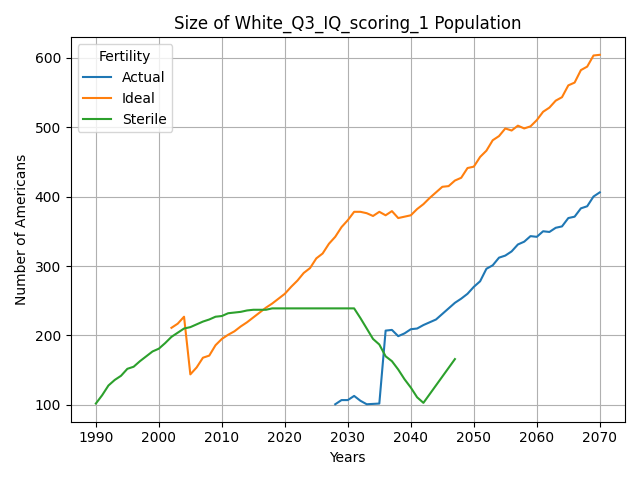 Size of White_Q3_IQ_scoring_1 Population
Fertility
Actual
Ideal
Sterile
Number of Americans
600
500
400
300
200
100
1990 2000 2010 2020 2030 2040 2050 2060 2070
Years